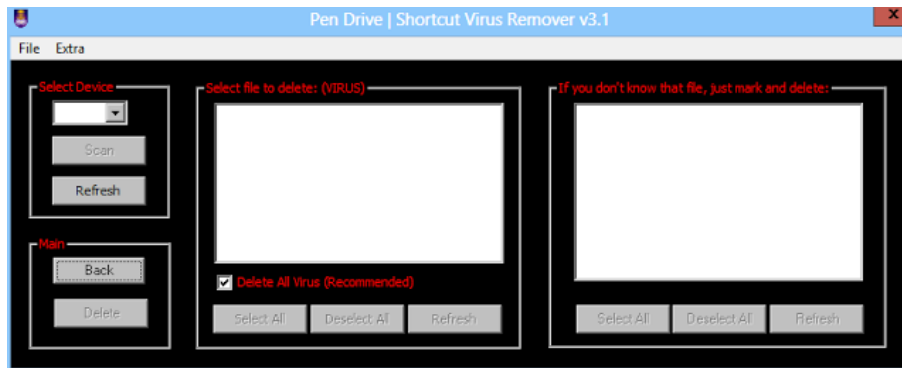 Pen Drive | Shortcut Virus Remover v3.1
x
File Extra
Select Device
Scan
Refresh
Main
Back
Delete
Select file to delete: (VIRUS)
Delete All Virus (Recommended)
Select All Deselect All Refresh
If you don't know that file, just mark and delete:
Select All Deselect All Refresh